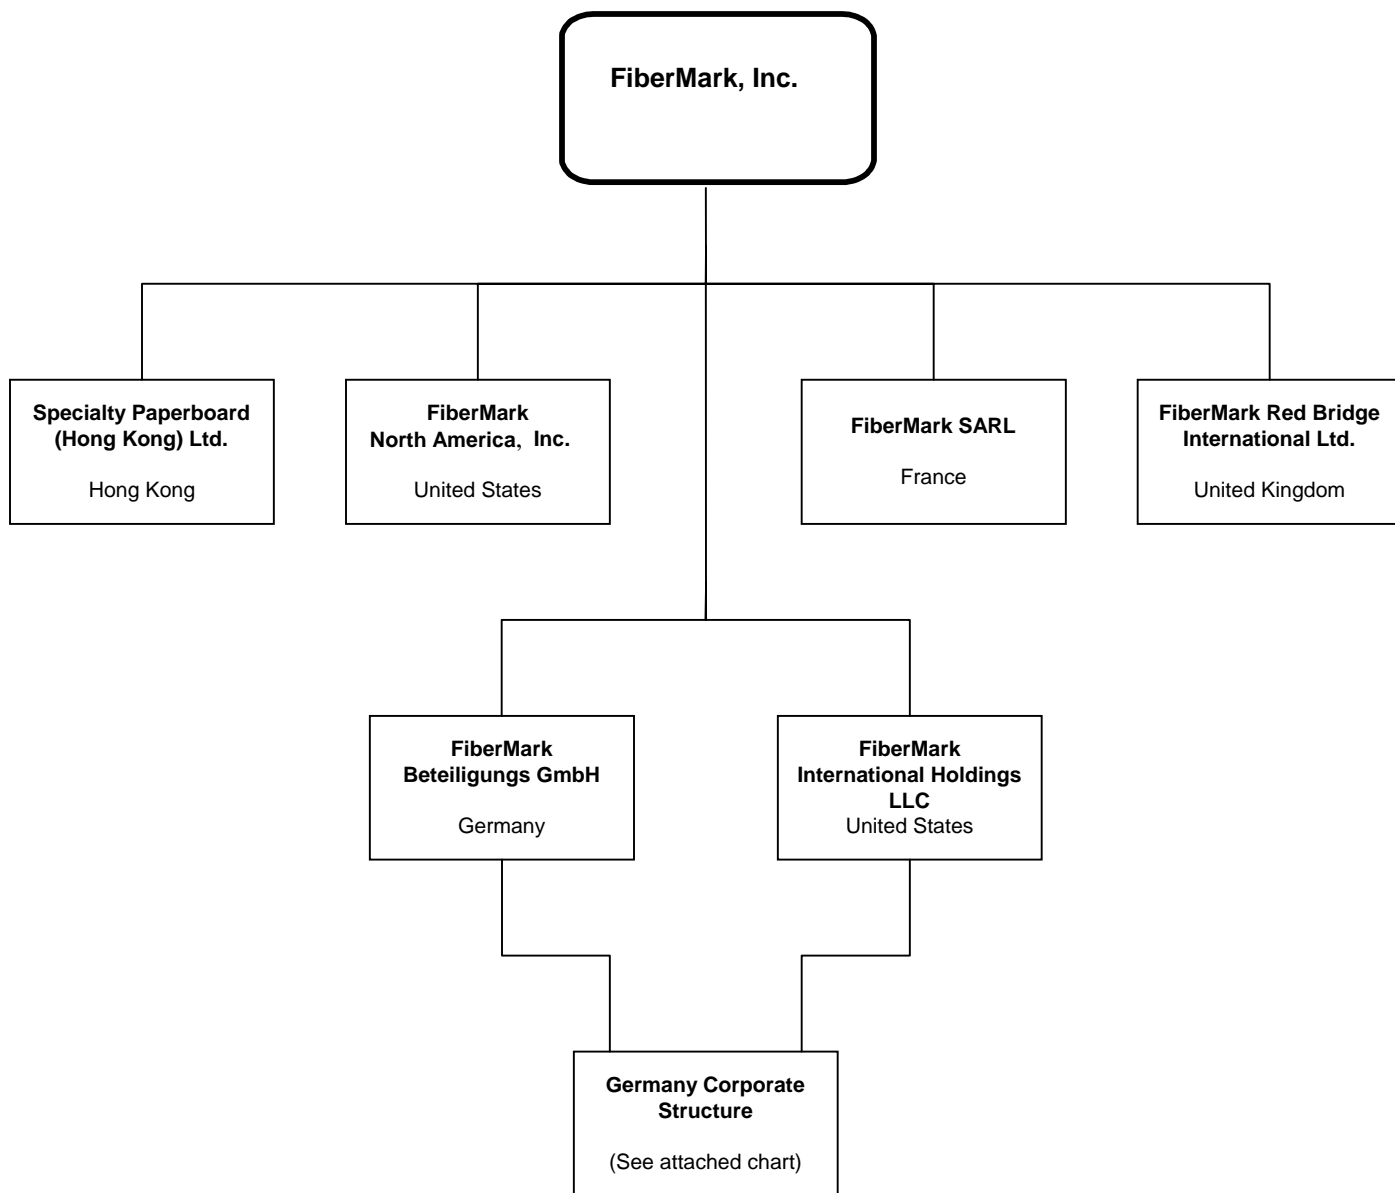 FiberMark, Inc.
Specialty Paperboard
(Hong Kong) Ltd.
Hong Kong
FiberMark
North America, Inc.
United States
FiberMark SARL
France
FiberMark Red Bridge
International Ltd.
United Kingdom
FiberMark
Beteiligungs GmbH
Germany
FiberMark
International Holdings
LLC
United States
Germany Corporate
Structure
(See attached chart)